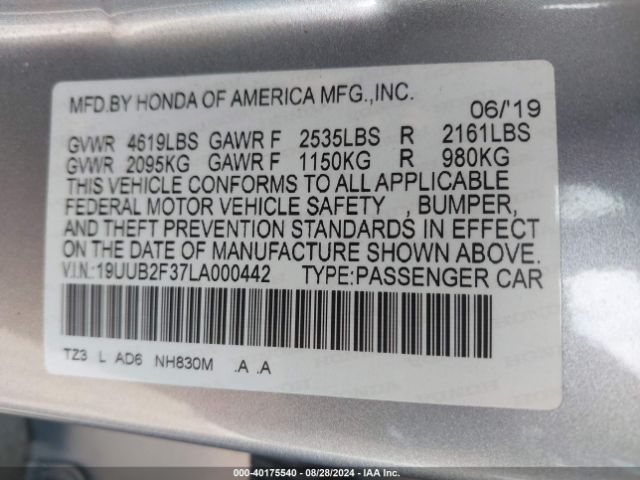 MFD.BY HONDA OF AMERICA MFG.,INC.
06/'19
GVWR 4619LBS GAWR F 2535LBS R 2161LBS
GVWR 2095KG GAWR F 1150KG R 980KG
THIS VEHICLE CONFORMS TO ALL APPLICABLE
FEDERAL MOTOR VEHICLE SAFETY , BUMPER,
AND THEFT PREVENTION STANDARDS IN EFFECT
ON THE DATE OF MANUFACTURE SHOWN ABOVE.
V.I.N.:19UUB2F37LA000442 TYPE:PASSENGER CAR
TZ3 L AD6 NH830M .A .A
000-40175540 | 08/28/2024 | IAA Inc.